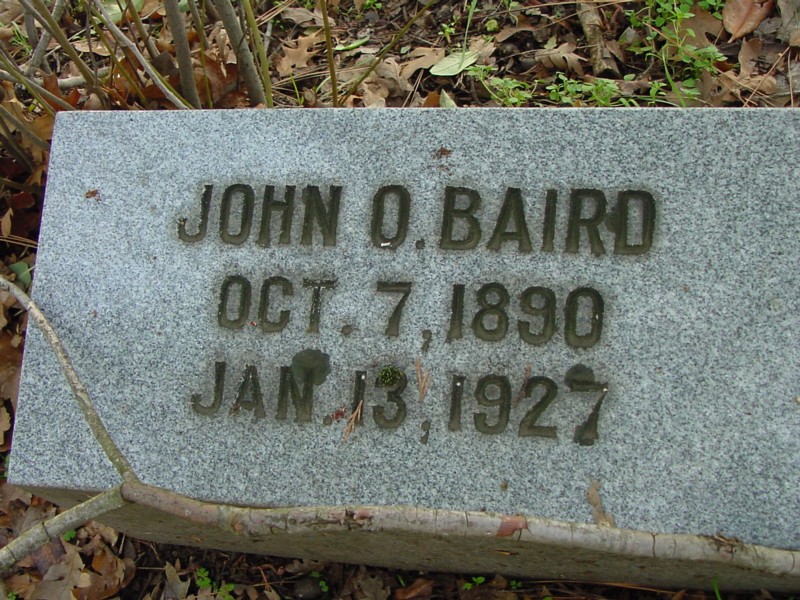 JOHN O. BAIRD
OCT. 7, 1890
JAN. 13, 1927